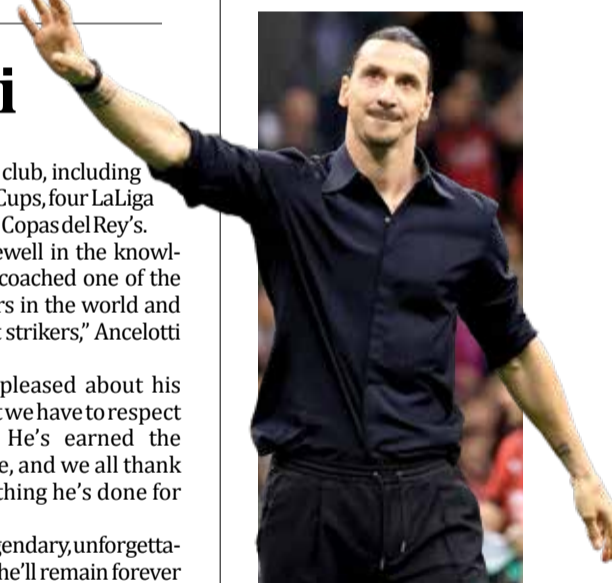 i
club, including
Cups, four LaLiga
Copas del Rey's.
ewell in the knowl-
coached one of the
rs in the world and
t strikers,” Ancelotti
pleased about his
t we have to respect
He's earned the
e, and we all thank
thing he's done for
gendary, unforgetta-
he'll remain forever